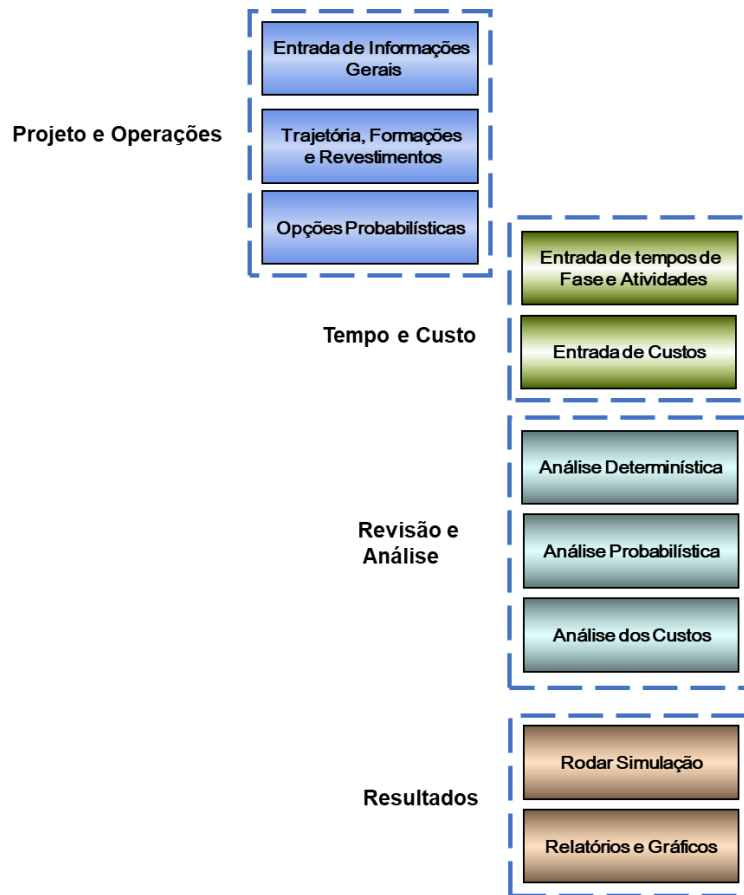 Entrada de Informações
Gerais
Projeto e Operações
Trajetória, Formações
e Revestimentos
Opções Probabilísticas
Entrada de tempos de
Fase e Atividades
Tempo e Custo
Entrada de Custos
Análise Determinística
Revisão e
Análise
Análise Probabilística
Análise dos Custos
Rodar Simulação
Resultados
Relatórios e Gráficos